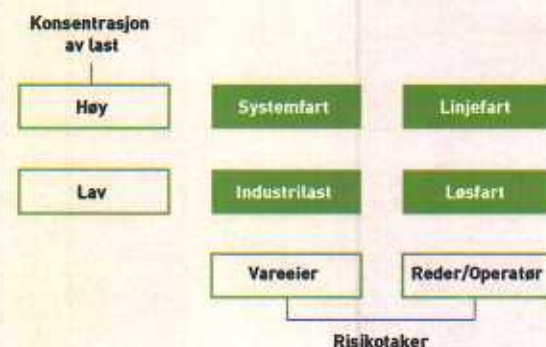 Konsentrasjon
av last
Høy
Systemfart
Linjefart
Lav
Industrilast
Løsfart
Vareeier
Reder/Operatør
Risikotaker